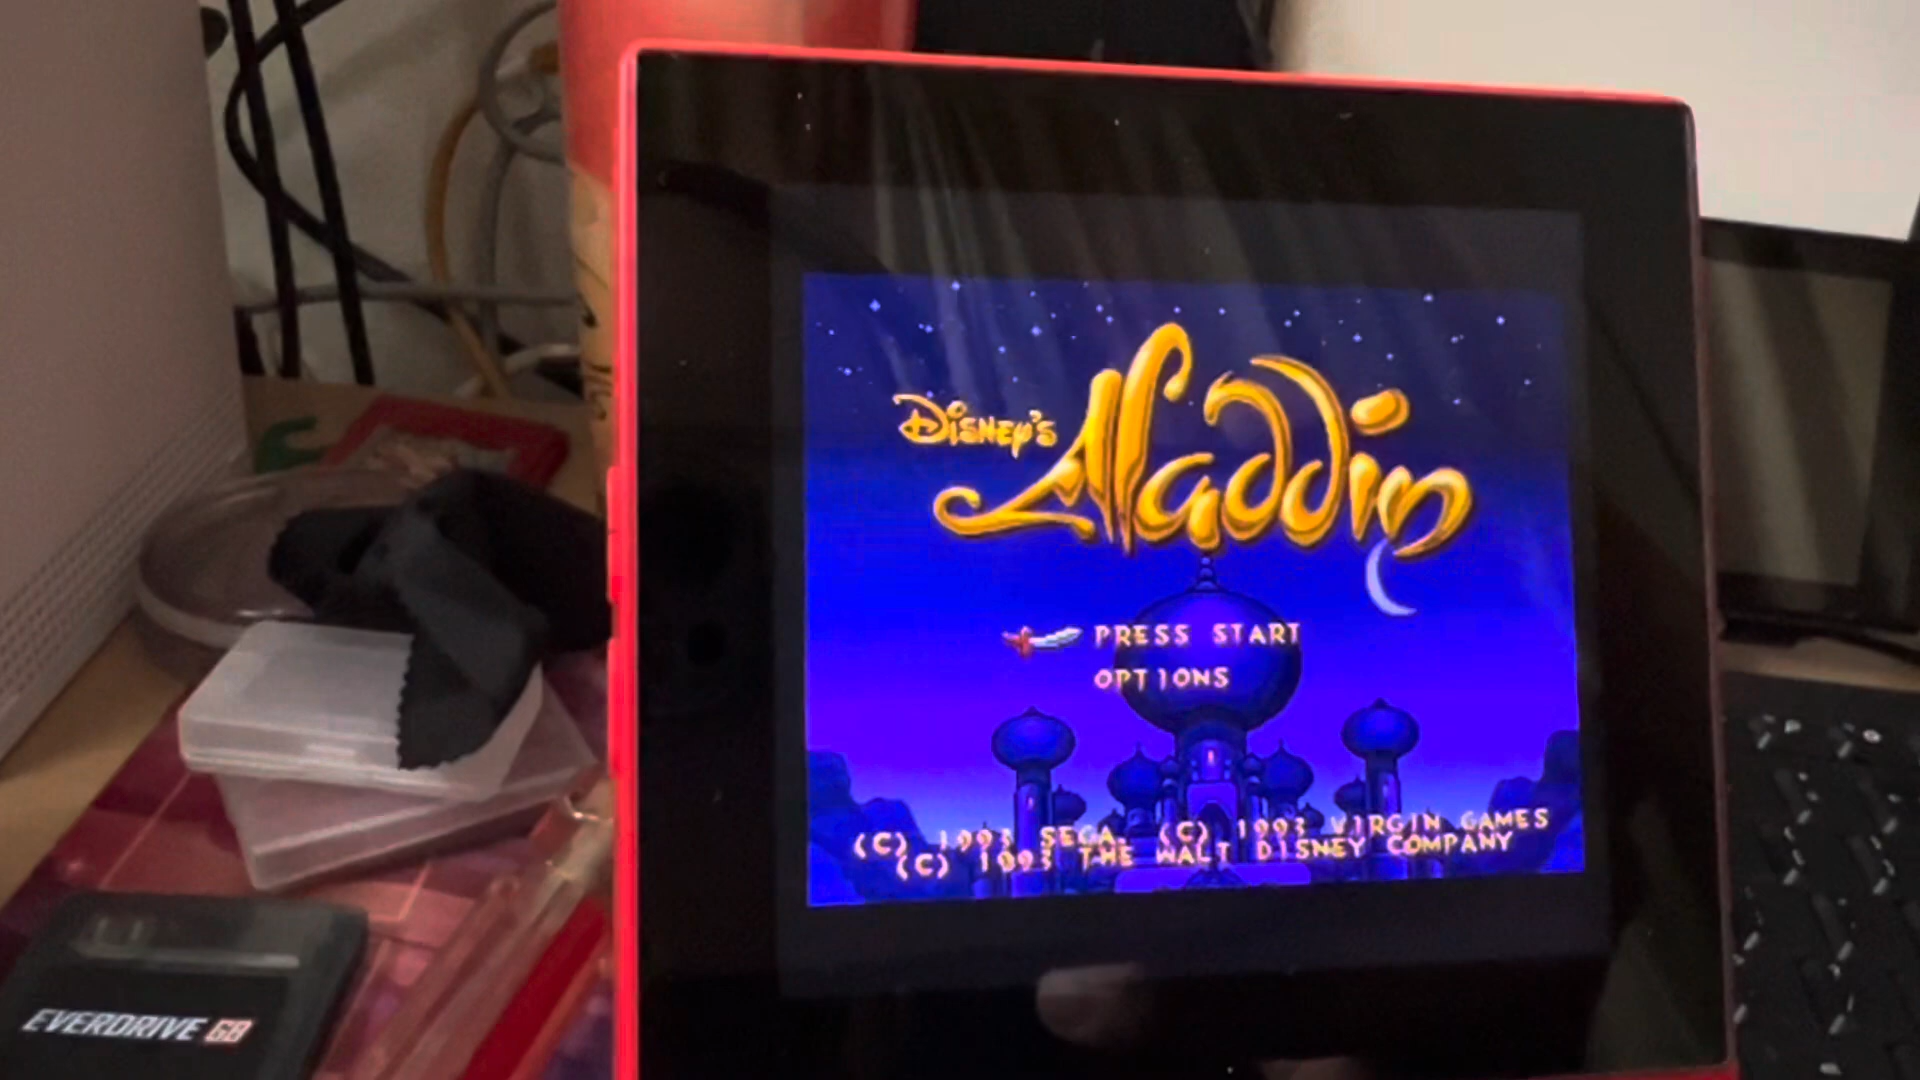 Disney's
Aladdin
PRESS START
OPTIONS
(C) 1993 SEGA. (C) 1993 VIRGIN GAMES
(C) 1993 THE WALT DISNEY COMPANY
EVERDRIVE GB